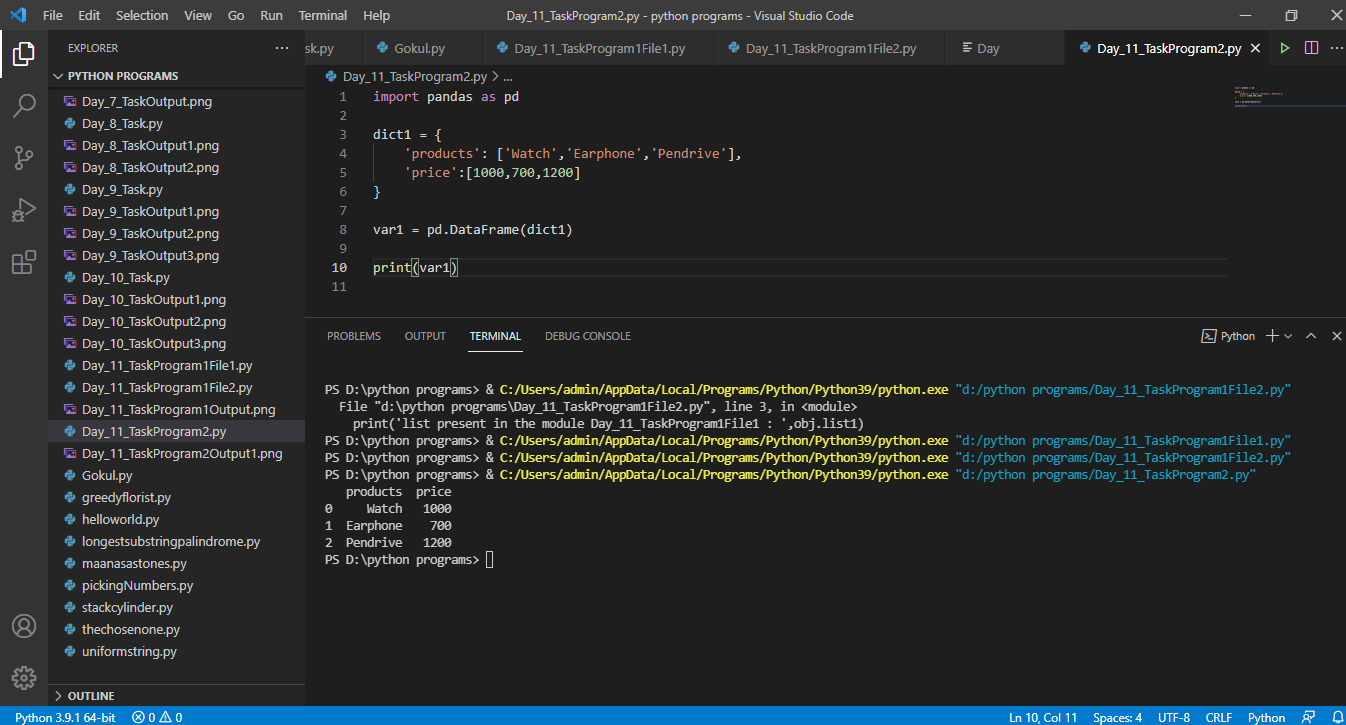 File Edit Selection View Go Run Terminal Help Day_11_TaskProgram2.py - python programs - Visual Studio Code
EXPLORER
sk.py Gokul.py Day_11_TaskProgram1File1.py Day_11_TaskProgram1File2.py Day Day_11_TaskProgram2.py
PYTHON PROGRAMS
Day_7_TaskOutput.png
Day_8_Task.py
Day_8_TaskOutput1.png
Day_8_TaskOutput2.png
Day_9_Task.py
Day_9_TaskOutput1.png
Day_9_TaskOutput2.png
Day_9_TaskOutput3.png
Day_10_Task.py
Day_10_TaskOutput1.png
Day_10_TaskOutput2.png
Day_10_TaskOutput3.png
Day_11_TaskProgram1File1.py
Day_11_TaskProgram1File2.py
Day_11_TaskProgram1Output.png
Day_11_TaskProgram2.py
Day_11_TaskProgram2Output1.png
Gokul.py
greedyflorist.py
helloworld.py
longestsubstringpalindrome.py
maanasastones.py
pickingNumbers.py
stackcylinder.py
thechosenone.py
uniformstring.py
OUTLINE
Day_11_TaskProgram2.py > ...
1 import pandas as pd
2
3 dict1 = {
4     'products': ['Watch','Earphone','Pendrive'],
5     'price':[1000,700,1200]
6 }
7
8 var1 = pd.DataFrame(dict1)
9
10 print(var1)
11
PROBLEMS OUTPUT TERMINAL DEBUG CONSOLE Python
PS D:\python programs> & C:/Users/admin/AppData/Local/Programs/Python/Python39/python.exe "d:/python programs/Day_11_TaskProgram1File2.py"
  File "d:\python programs\Day_11_TaskProgram1File2.py", line 3, in <module>
    print('list present in the module Day_11_TaskProgram1File1 : ',obj.list1)
PS D:\python programs> & C:/Users/admin/AppData/Local/Programs/Python/Python39/python.exe "d:/python programs/Day_11_TaskProgram1File1.py"
PS D:\python programs> & C:/Users/admin/AppData/Local/Programs/Python/Python39/python.exe "d:/python programs/Day_11_TaskProgram1File2.py"
PS D:\python programs> & C:/Users/admin/AppData/Local/Programs/Python/Python39/python.exe "d:/python programs/Day_11_TaskProgram2.py"
   products  price
0     Watch   1000
1  Earphone    700
2  Pendrive   1200
PS D:\python programs>
Python 3.9.1 64-bit 0 0 Ln 10, Col 11 Spaces: 4 UTF-8 CRLF Python